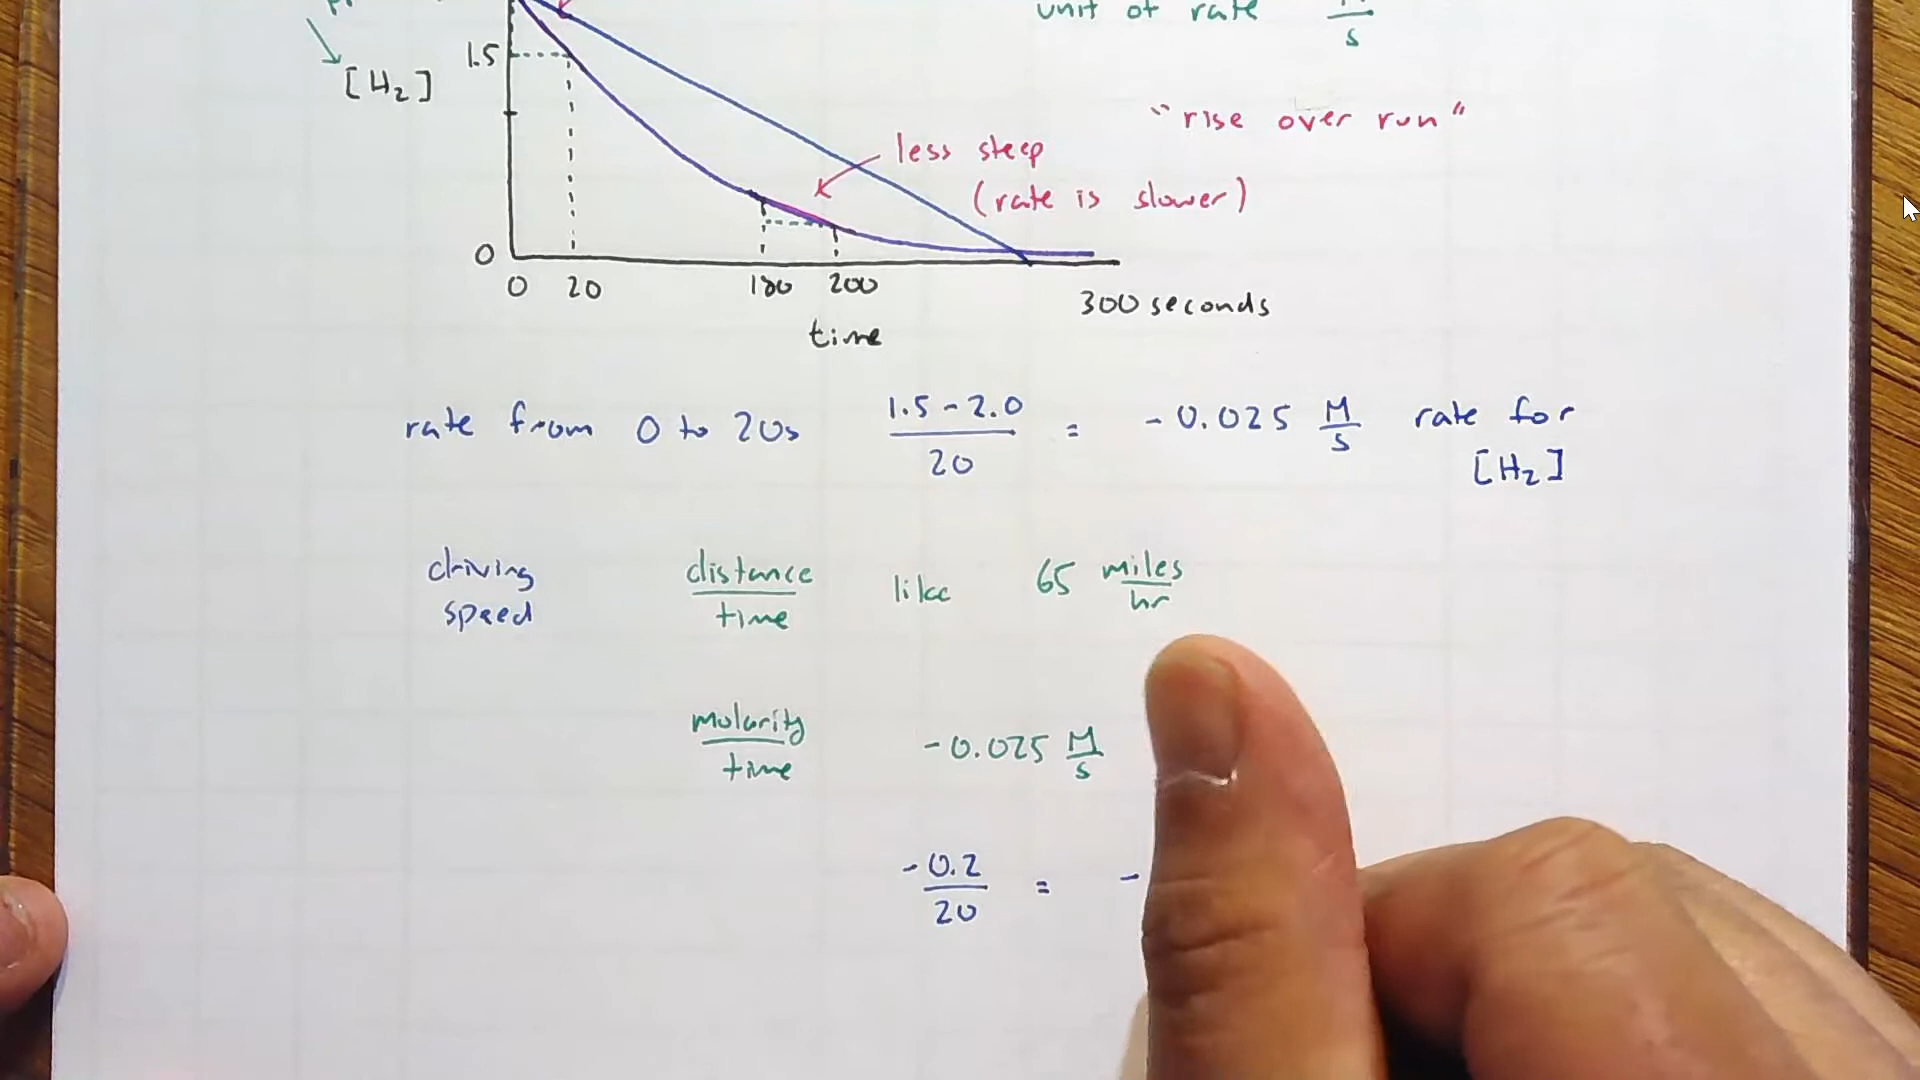 unit of rate M/s
1.5
[H₂]
"rise over run"
less steep
(rate is slower)
0
0 20 180 200
300 seconds
time
rate from 0 to 20s (1.5-2.0)/20 = -0.025 M/s rate for
[H₂]
driving distance/time like 65 miles/hr
speed
molarity/time -0.025 M/s
-0.2/20 = -